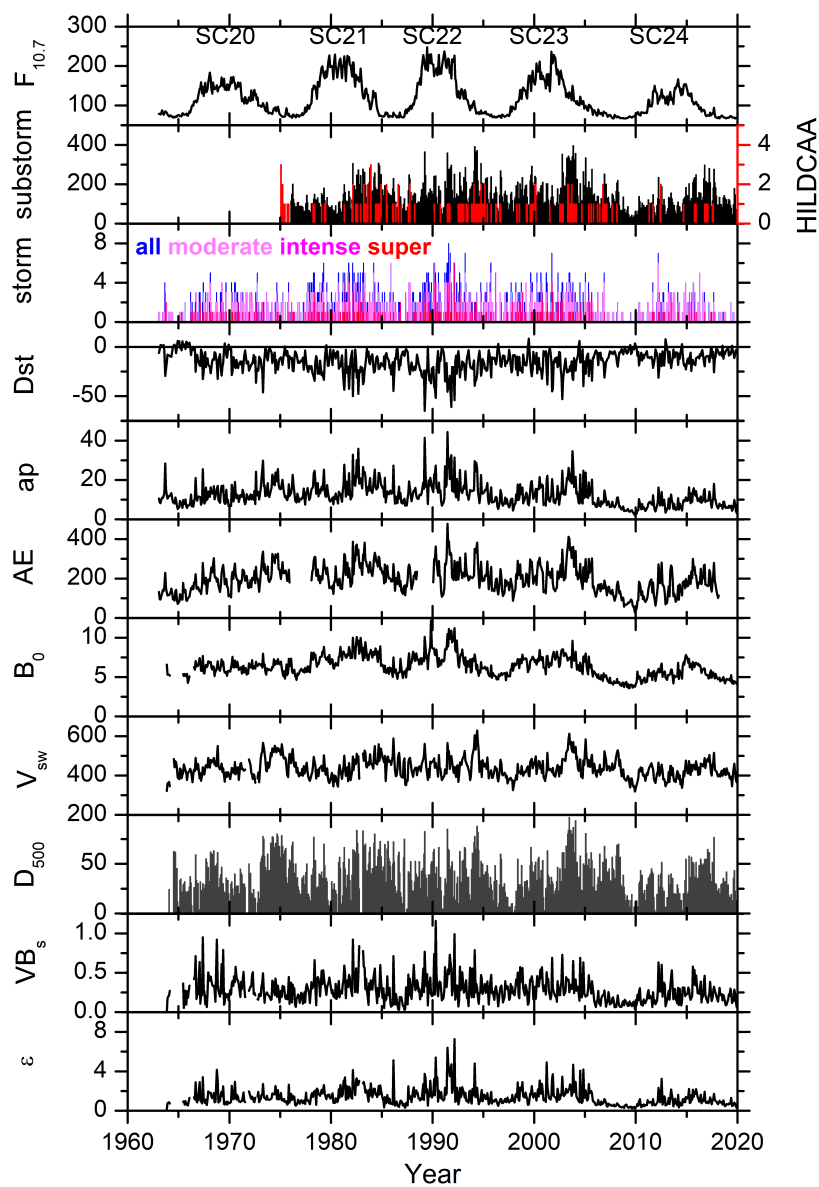 300
200
100
F10.7
SC20 SC21 SC22 SC23 SC24
400
200
0
substorm
4
2
0
HILDCAA
8
4
0
storm
all moderate intense super
0
-50
Dst
40
20
0
ap
400
200
0
AE
10
5
0
B0
600
400
200
Vsw
50
0
D500
1.0
0.5
0.0
VBs
8
4
0
ε
1960 1970 1980 1990 2000 2010 2020
Year